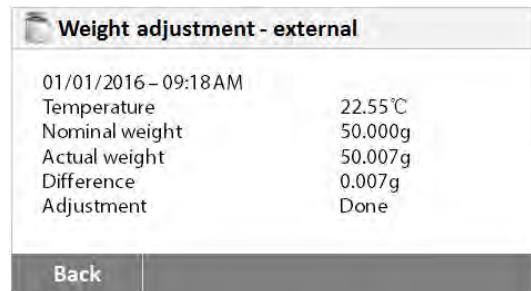 Weight adjustment - external
01/01/2016 – 09:18 AM
Temperature 22.55℃
Nominal weight 50.000g
Actual weight 50.007g
Difference 0.007g
Adjustment Done
Back